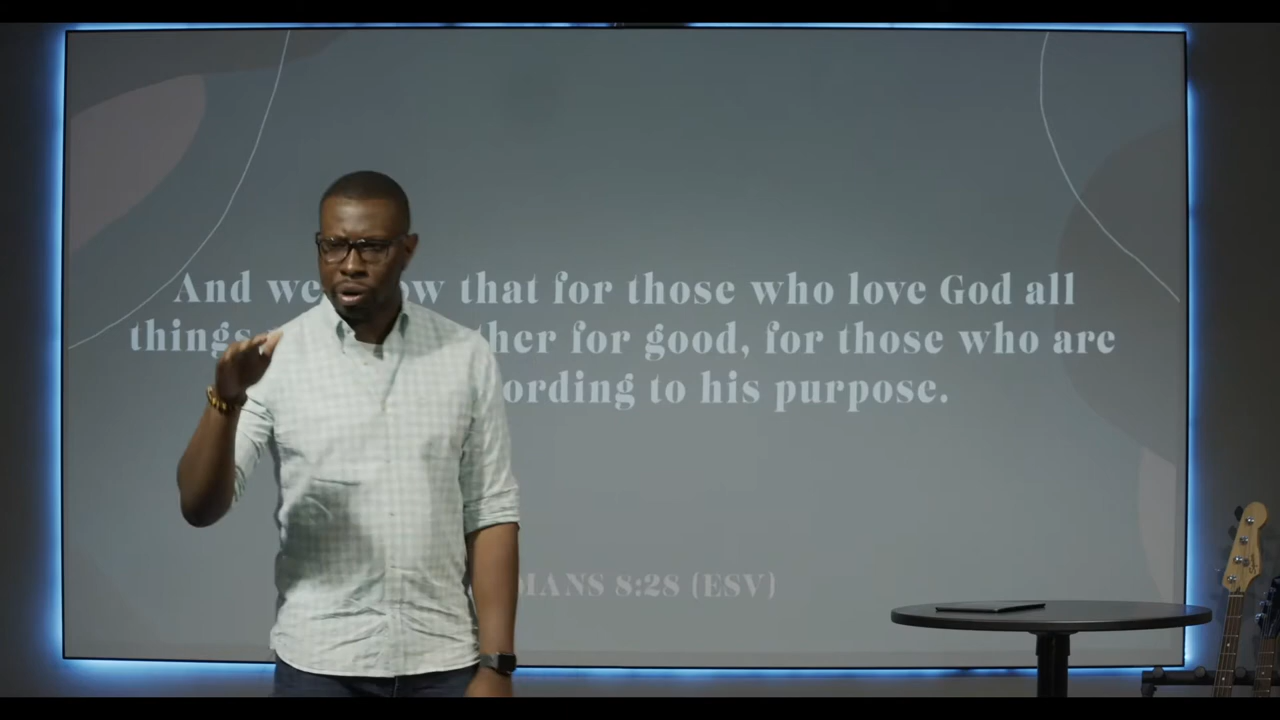 And we ow that for those who love God all
things ther for good, for those who are
ording to his purpose.
MANS 8:28 (ESV)